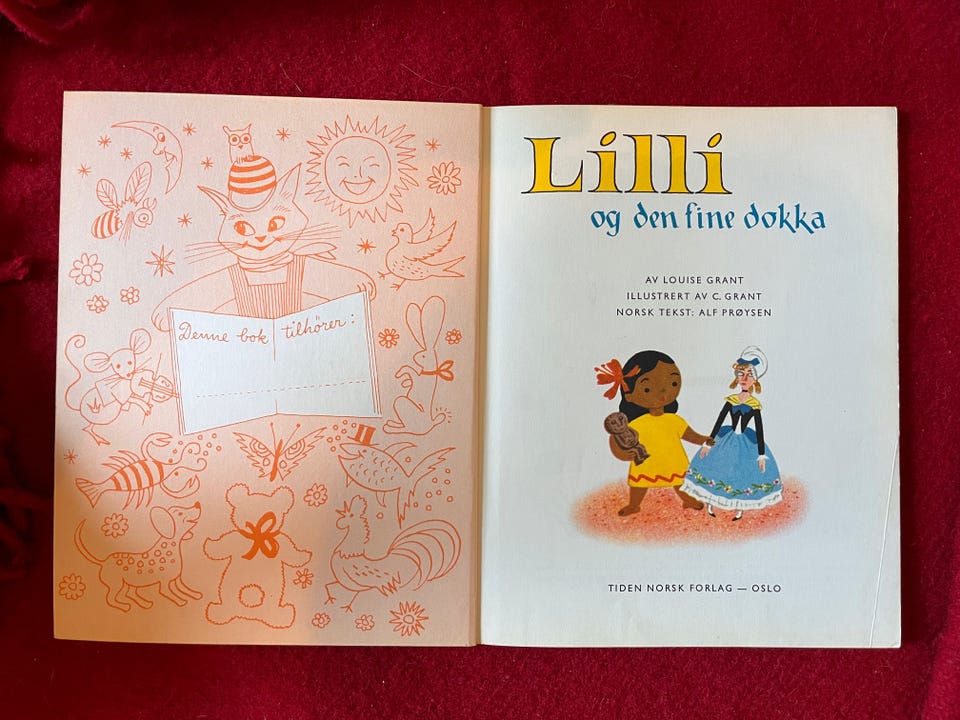 Denne bok tilhører:
Lilli
og den fine dokka
AV LOUISE GRANT
ILLUSTRERT AV C. GRANT
NORSK TEKST: ALF PRØYSEN
TIDEN NORSK FORLAG — OSLO